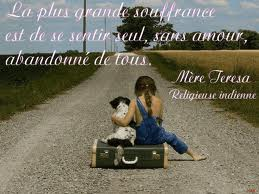 La plus grande souffrance
est de se sentir seul, sans amour,
abandonné de tous.
Mère Teresa
Religieuse indienne